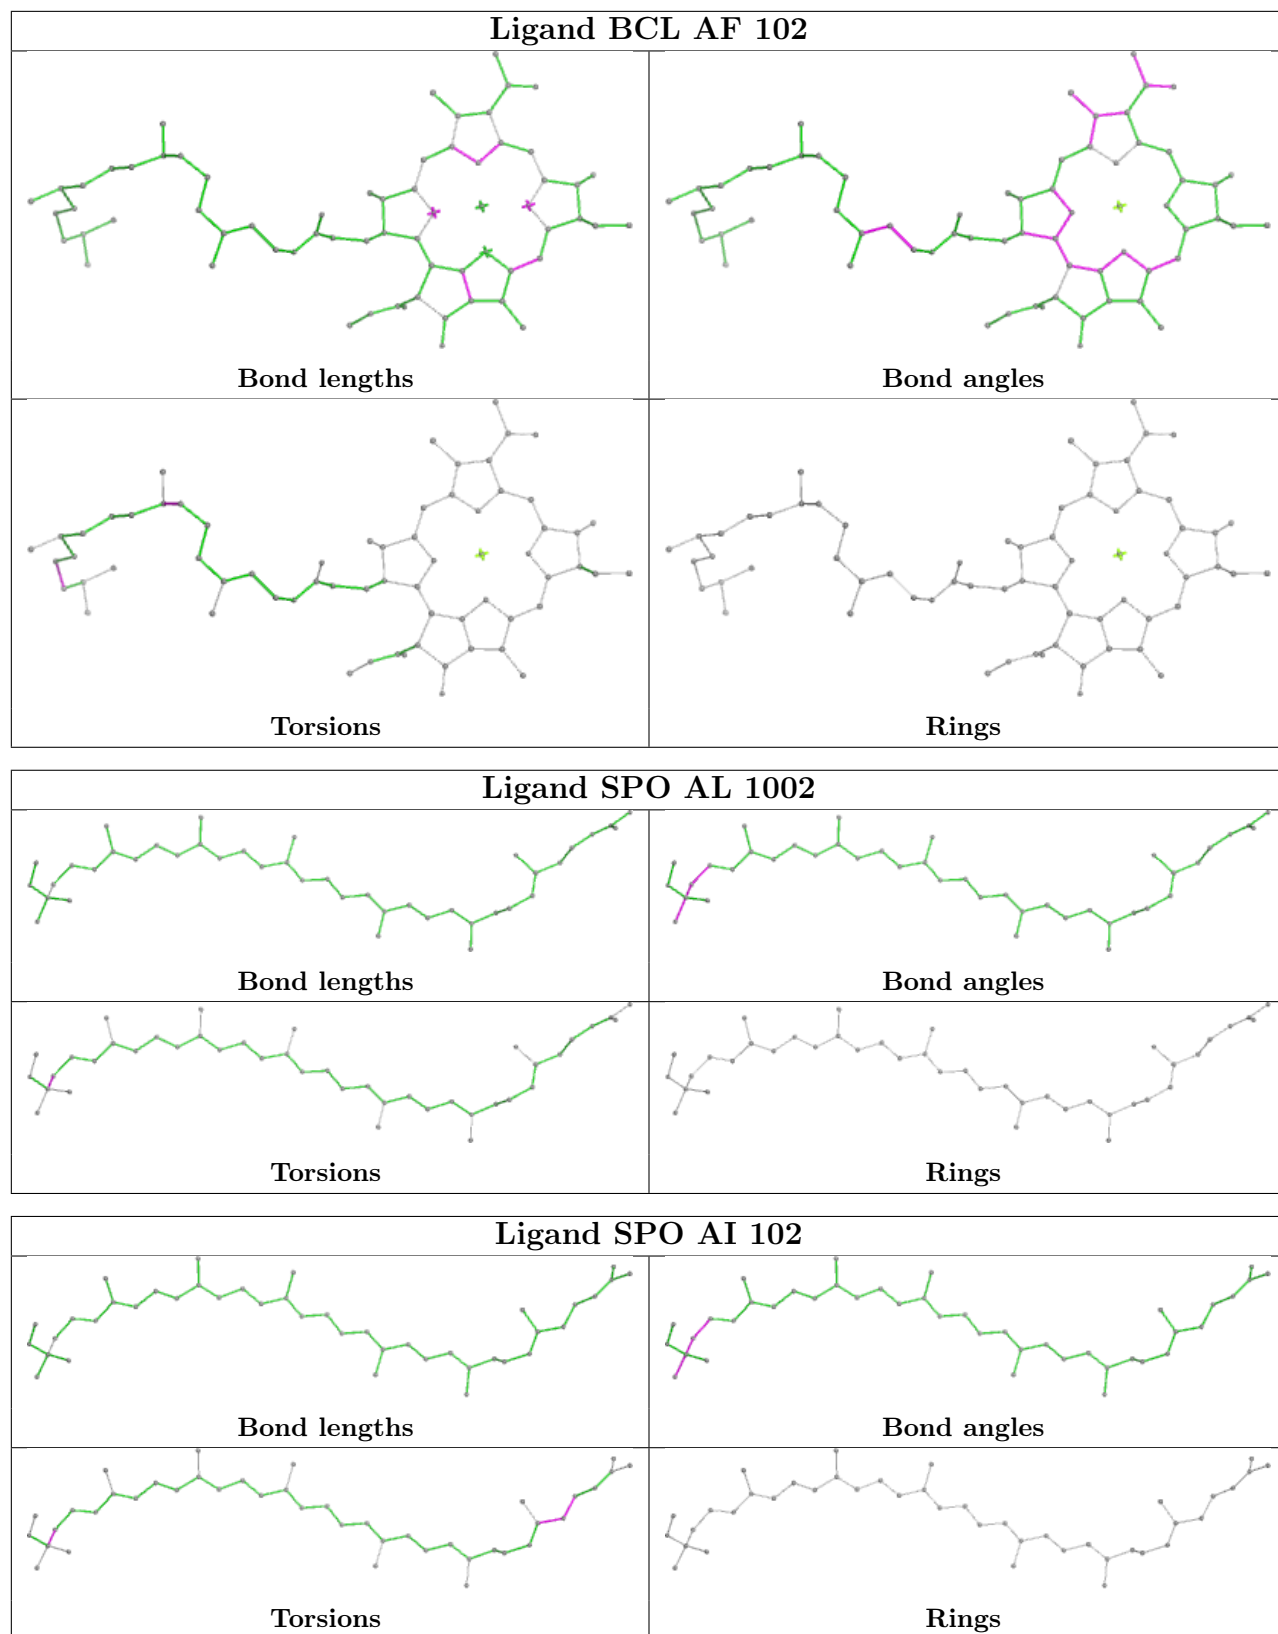 Ligand BCL AF 102
Bond lengths
Bond angles
Torsions
Rings
Ligand SPO AL 1002
Bond lengths
Bond angles
Torsions
Rings
Ligand SPO AI 102
Bond lengths
Bond angles
Torsions
Rings